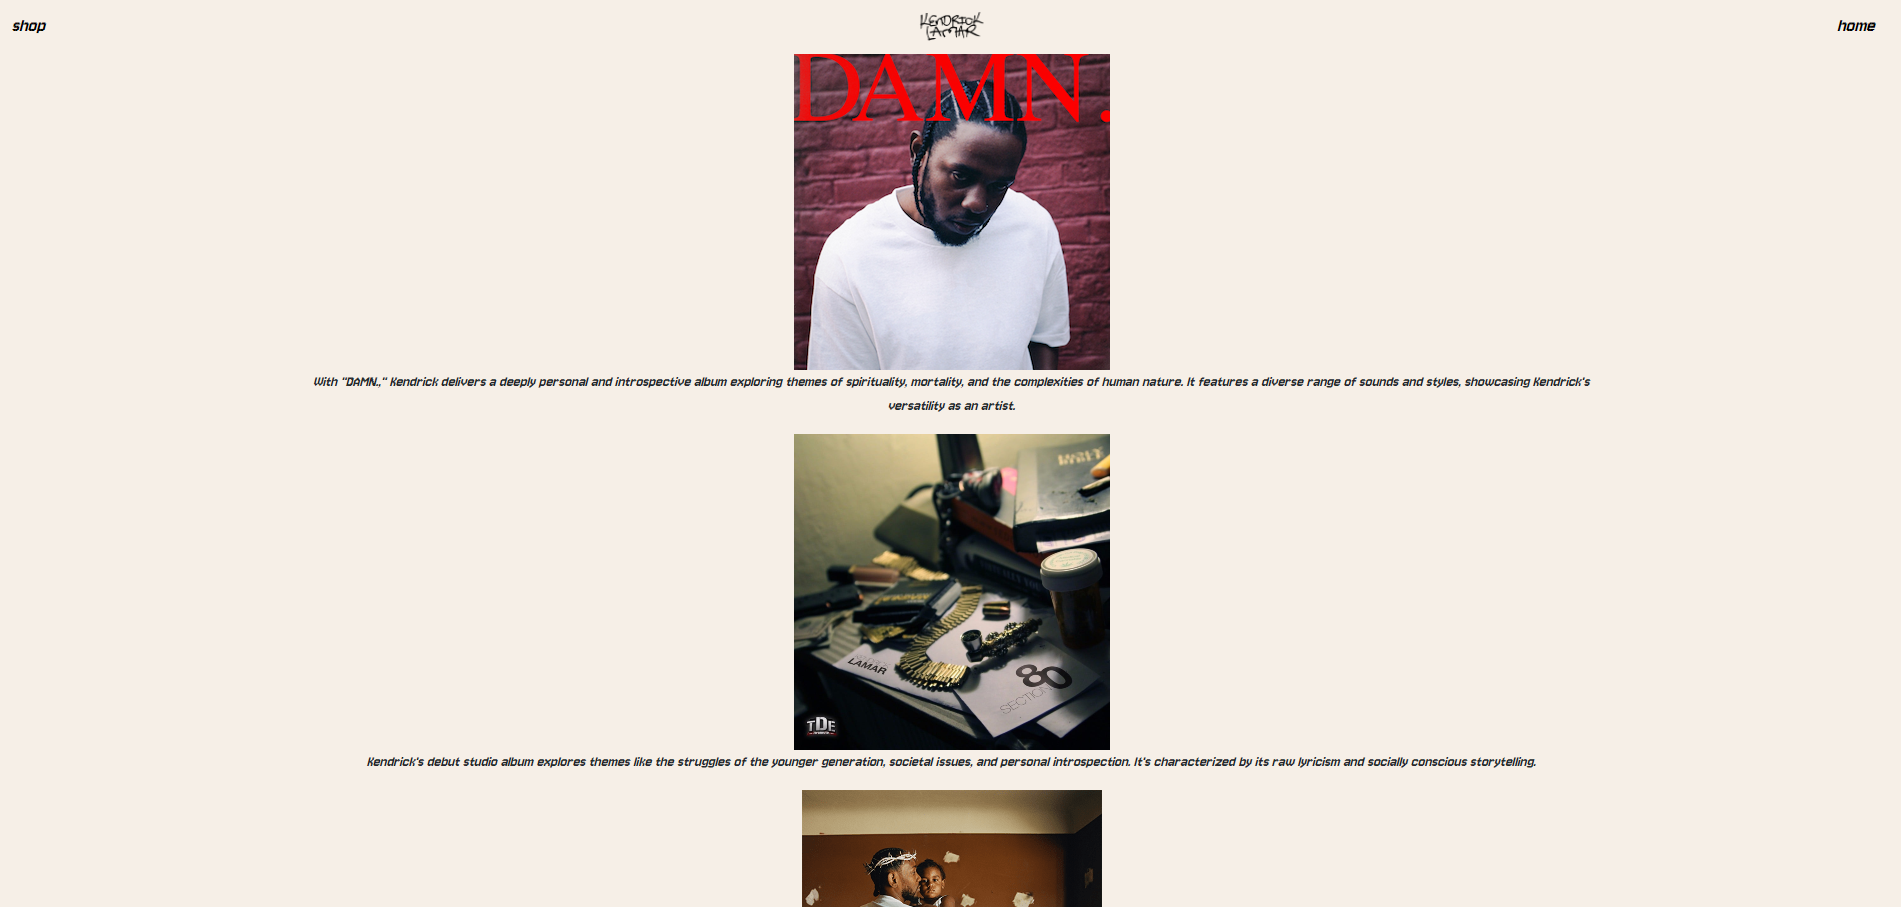 shop
KENDRICK
LAMAR
home
DAMN.
With "DAMN.," Kendrick delivers a deeply personal and introspective album exploring themes of spirituality, mortality, and the complexities of human nature. It features a diverse range of sounds and styles, showcasing Kendrick's
versatility as an artist.
HOLY
BIBLE
LAMAR
80
SECTION
TDE
Kendrick's debut studio album explores themes like the struggles of the younger generation, societal issues, and personal introspection. It's characterized by its raw lyricism and socially conscious storytelling.